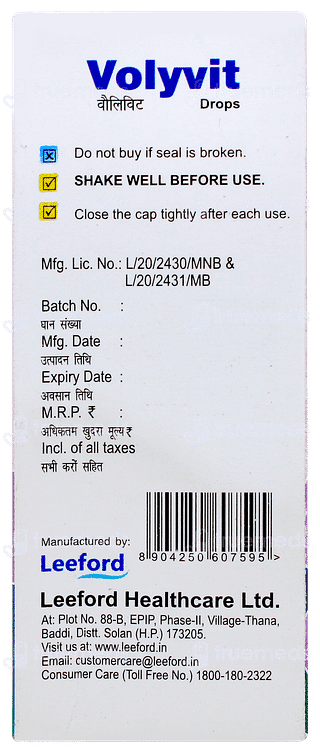 Volyvit
वौलिविट Drops
Do not buy if seal is broken.
SHAKE WELL BEFORE USE.
Close the cap tightly after each use.
Mfg. Lic. No.: L/20/2430/MNB &
L/20/2431/MB
Batch No. :
घान संख्या
Mfg. Date :
उत्पादन तिथि
Expiry Date :
अवसान तिथि
M.R.P. ₹ :
अधिकतम खुदरा मूल्य ₹
Incl. of all taxes
सभी करों सहित
8 904250 607595 >
Manufactured by:
Leeford
Leeford Healthcare Ltd.
At: Plot No. 88-B, EPIP, Phase-II, Village-Thana,
Baddi, Distt. Solan (H.P.) 173205.
Visit us at: www.leeford.in
Email: customercare@leeford.in
Consumer Care (Toll Free No.) 1800-180-2322